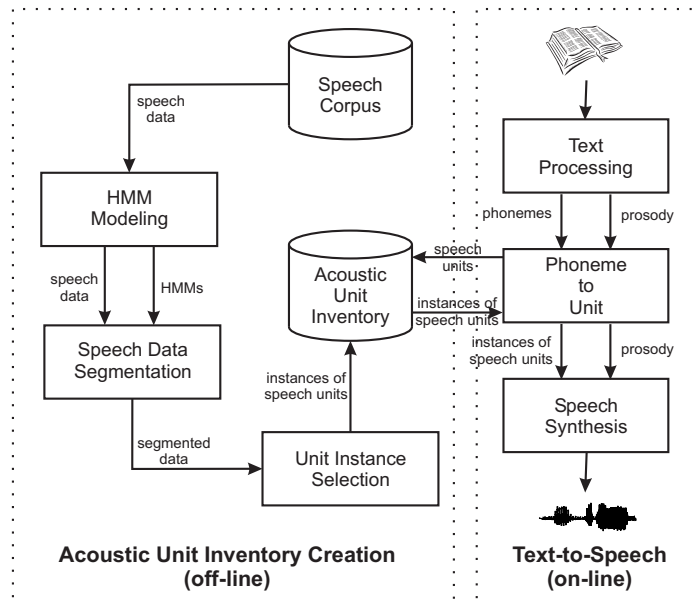 Speech
Corpus
speech
data
HMM
Modeling
speech
data
HMMs
Speech Data
Segmentation
segmented
data
Unit Instance
Selection
instances of
speech units
Acoustic
Unit
Inventory
speech
units
instances of
speech units
Text
Processing
phonemes
prosody
Phoneme
to
Unit
instances of
speech units
prosody
Speech
Synthesis
Acoustic Unit Inventory Creation
(off-line)
Text-to-Speech
(on-line)